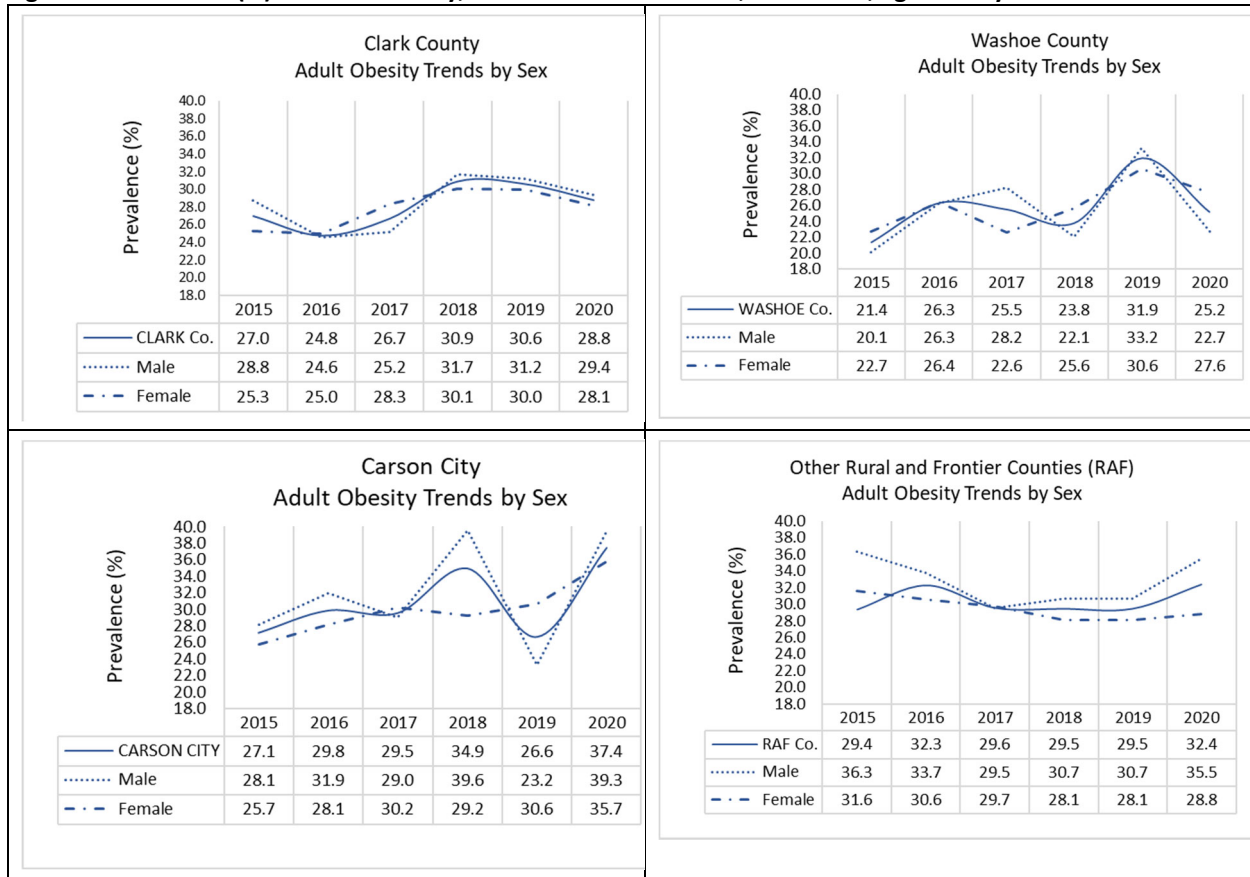 Clark County
Adult Obesity Trends by Sex
Prevalence (%)
40.0
38.0
36.0
34.0
32.0
30.0
28.0
26.0
24.0
22.0
20.0
18.0
2015 2016 2017 2018 2019 2020
CLARK Co. 27.0 24.8 26.7 30.9 30.6 28.8
Male 28.8 24.6 25.2 31.7 31.2 29.4
Female 25.3 25.0 28.3 30.1 30.0 28.1
Washoe County
Adult Obesity Trends by Sex
Prevalence (%)
40.0
38.0
36.0
34.0
32.0
30.0
28.0
26.0
24.0
22.0
20.0
18.0
2015 2016 2017 2018 2019 2020
WASHOE Co. 21.4 26.3 25.5 23.8 31.9 25.2
Male 20.1 26.3 28.2 22.1 33.2 22.7
Female 22.7 26.4 22.6 25.6 30.6 27.6
Carson City
Adult Obesity Trends by Sex
Prevalence (%)
40.0
38.0
36.0
34.0
32.0
30.0
28.0
26.0
24.0
22.0
20.0
18.0
2015 2016 2017 2018 2019 2020
CARSON CITY 27.1 29.8 29.5 34.9 26.6 37.4
Male 28.1 31.9 29.0 39.6 23.2 39.3
Female 25.7 28.1 30.2 29.2 30.6 35.7
Other Rural and Frontier Counties (RAF)
Adult Obesity Trends by Sex
Prevalence (%)
40.0
38.0
36.0
34.0
32.0
30.0
28.0
26.0
24.0
22.0
20.0
18.0
2015 2016 2017 2018 2019 2020
RAF Co. 29.4 32.3 29.6 29.5 29.5 32.4
Male 36.3 33.7 29.5 30.7 30.7 35.5
Female 31.6 30.6 29.7 28.1 28.1 28.8